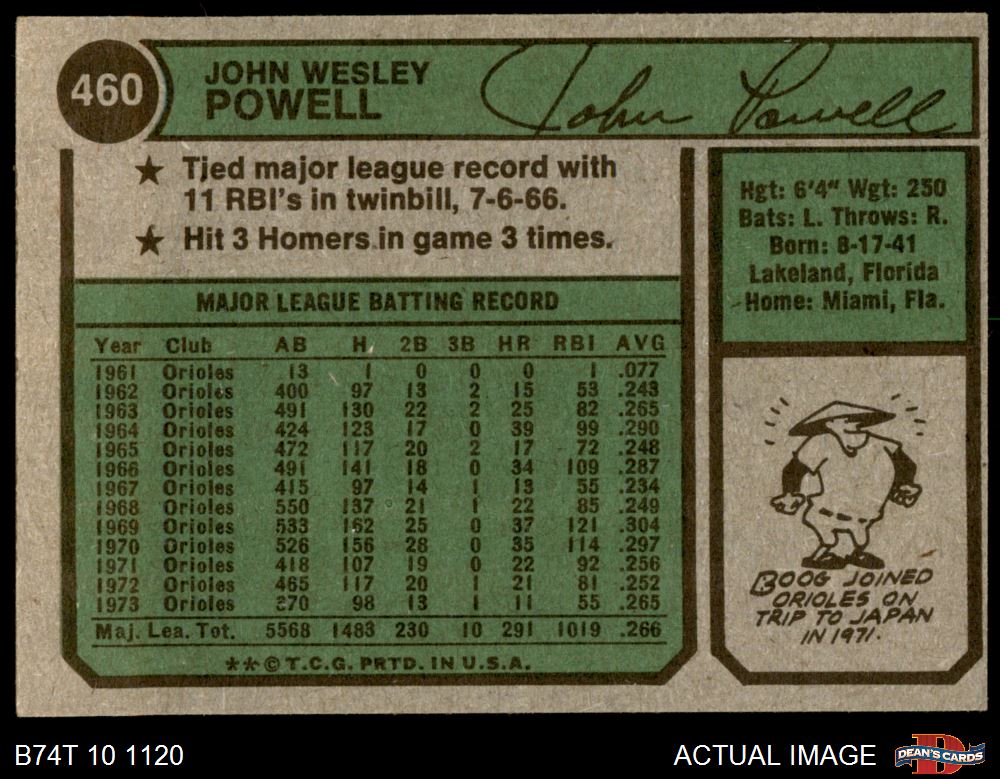 460
JOHN WESLEY
POWELL
John Powell
★ Tied major league record with
11 RBI's in twinbill, 7-6-66.
★ Hit 3 Homers in game 3 times.
Hgt: 6'4" Wgt: 250
Bats: L. Throws: R.
Born: 8-17-41
Lakeland, Florida
Home: Miami, Fla.
MAJOR LEAGUE BATTING RECORD
Year Club AB H 2B 3B HR RBI AVG
1961 Orioles 13 1 0 0 0 1 .077
1962 Orioles 400 97 13 2 15 53 .243
1963 Orioles 491 130 22 2 25 82 .265
1964 Orioles 424 123 17 0 39 99 .290
1965 Orioles 472 117 20 2 17 72 .248
1966 Orioles 491 141 18 0 34 109 .287
1967 Orioles 415 97 14 1 13 55 .234
1968 Orioles 550 137 21 1 22 85 .249
1969 Orioles 533 162 25 0 37 121 .304
1970 Orioles 526 156 28 0 35 114 .297
1971 Orioles 418 107 19 0 22 92 .256
1972 Orioles 465 117 20 1 21 81 .252
1973 Orioles 370 98 13 1 11 55 .265
Maj. Lea. Tot. 5568 1483 230 10 291 1019 .266
**© T.C.G. PRTD. IN U.S.A.
BOOG JOINED
ORIOLES ON
TRIP TO JAPAN
IN 1971.
B74T 10 1120
ACTUAL IMAGE
DEAN'S CARDS